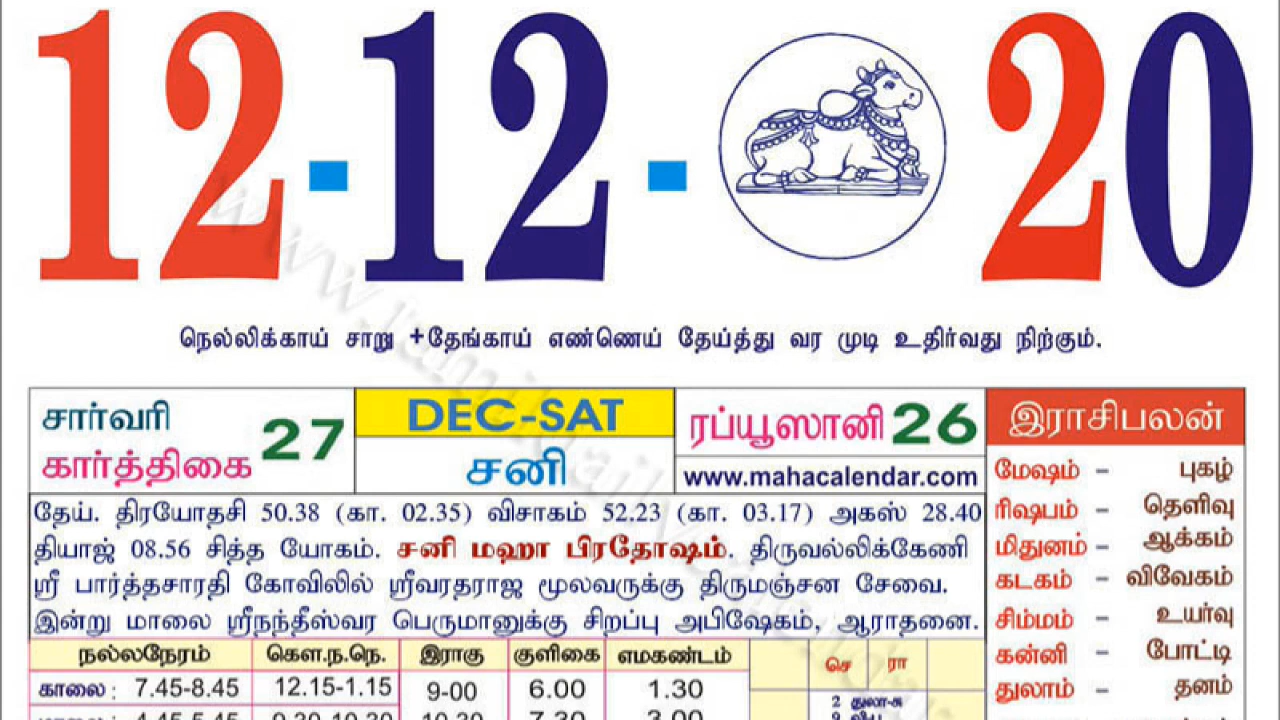 12-12-20
நெல்லிக்காய் சாறு +தேங்காய் எண்ணெய் தேய்த்து வர முடி உதிர்வது நிற்கும்.
சார்வரி
கார்த்திகை 27
DEC-SAT
சனி
ரப்யூஸானி 26
www.mahacalendar.com
தேய். திரயோதசி 50.38 (கா. 02.35) விசாகம் 52.23 (கா. 03.17) அகஸ் 28.40
தியாஜ் 08.56 சித்த யோகம். சனி மஹா பிரதோஷம். திருவல்லிக்கேணி
ஸ்ரீ பார்த்தசாரதி கோவிலில் ஸ்ரீவரதராஜ மூலவருக்கு திருமஞ்சன சேவை.
இன்று மாலை ஸ்ரீநந்தீஸ்வர பெருமானுக்கு சிறப்பு அபிஷேகம், ஆராதனை.
இராசிபலன்
மேஷம் - புகழ்
ரிஷபம் - தெளிவு
மிதுனம் - ஆக்கம்
கடகம் - விவேகம்
சிம்மம் - உயர்வு
கன்னி - போட்டி
துலாம் - தனம்
நல்லநேரம் கௌ.ந.நே. இராகு குளிகை எமகண்டம்
காலை : 7.45-8.45 12.15-1.15 9-00 6.00 1.30
செ ரா